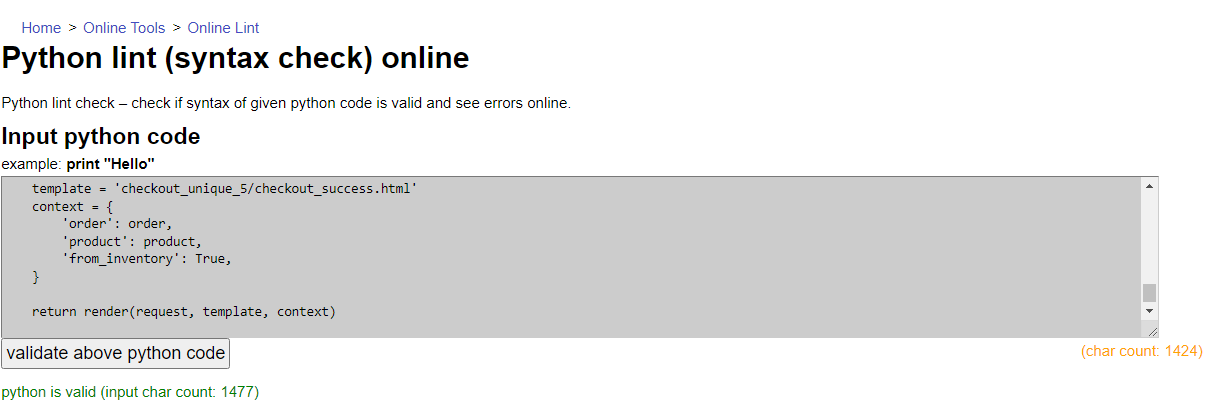 Home > Online Tools > Online Lint
Python lint (syntax check) online
Python lint check – check if syntax of given python code is valid and see errors online.
Input python code
example: print "Hello"
    template = 'checkout_unique_5/checkout_success.html'
    context = {
        'order': order,
        'product': product,
        'from_inventory': True,
    }
    return render(request, template, context)
validate above python code
(char count: 1424)
python is valid (input char count: 1477)